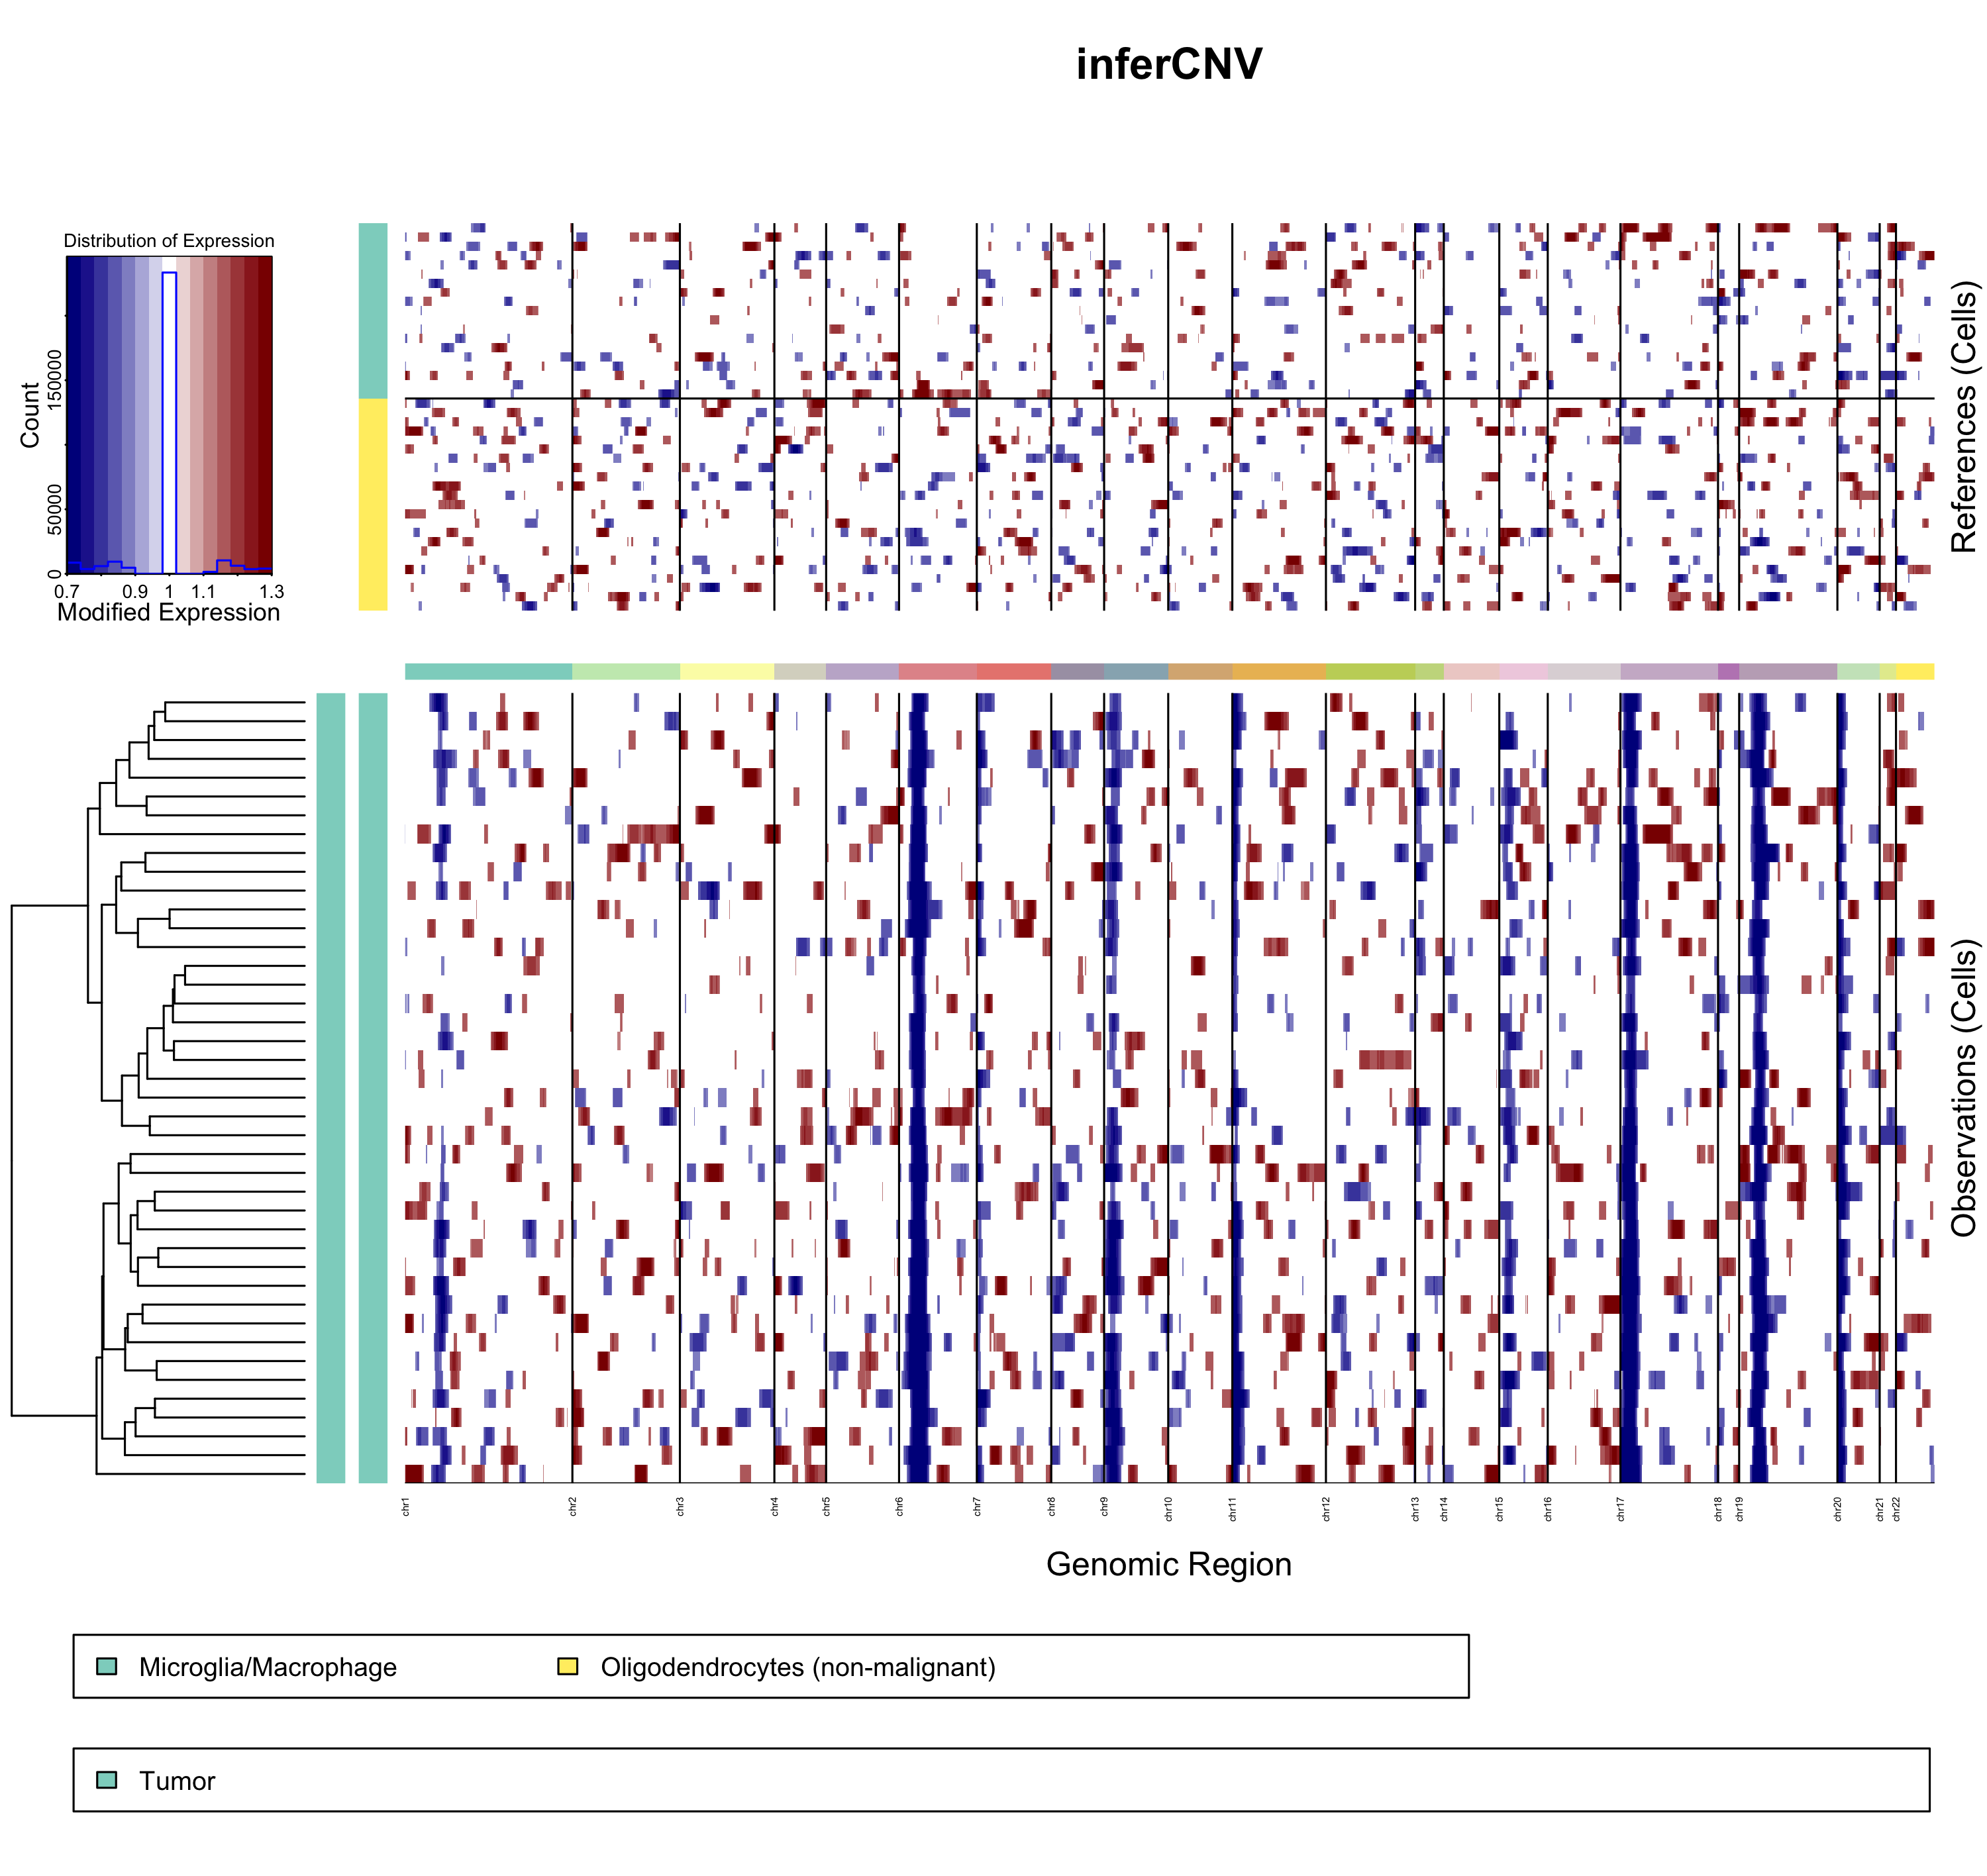 inferCNV
Distribution of Expression
Count
0
50000
150000
0.7 0.9 1 1.1 1.3
Modified Expression
References (Cells)
Observations (Cells)
chr1 chr2 chr3 chr4 chr5 chr6 chr7 chr8 chr9 chr10 chr11 chr12 chr13 chr14 chr15 chr16 chr17 chr18 chr19 chr20 chr21 chr22
Genomic Region
Microglia/Macrophage Oligodendrocytes (non-malignant)
Tumor